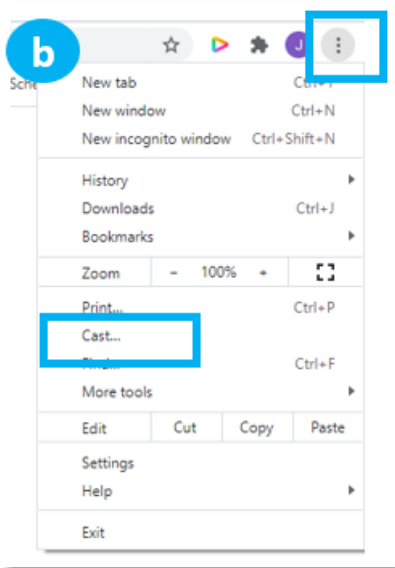 b
J
Sche
New tab
New window Ctrl+N
New incognito window Ctrl+Shift+N
History
Downloads Ctrl+J
Bookmarks
Zoom - 100% + 
Print... Ctrl+P
Cast...
Ctrl+F
More tools
Edit Cut Copy Paste
Settings
Help
Exit